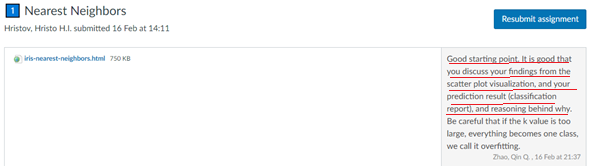 1 Nearest Neighbors
Resubmit assignment
Hristov, Hristo H.I. submitted 16 Feb at 14:11
iris-nearest-neighbors.html 750 KB
Good starting point. It is good that
you discuss your findings from the
scatter plot visualization, and your
prediction result (classification
report), and reasoning behind why.
Be careful that if the k value is too
large, everything becomes one class,
we call it overfitting.
Zhao, Qin Q. , 16 Feb at 21:37